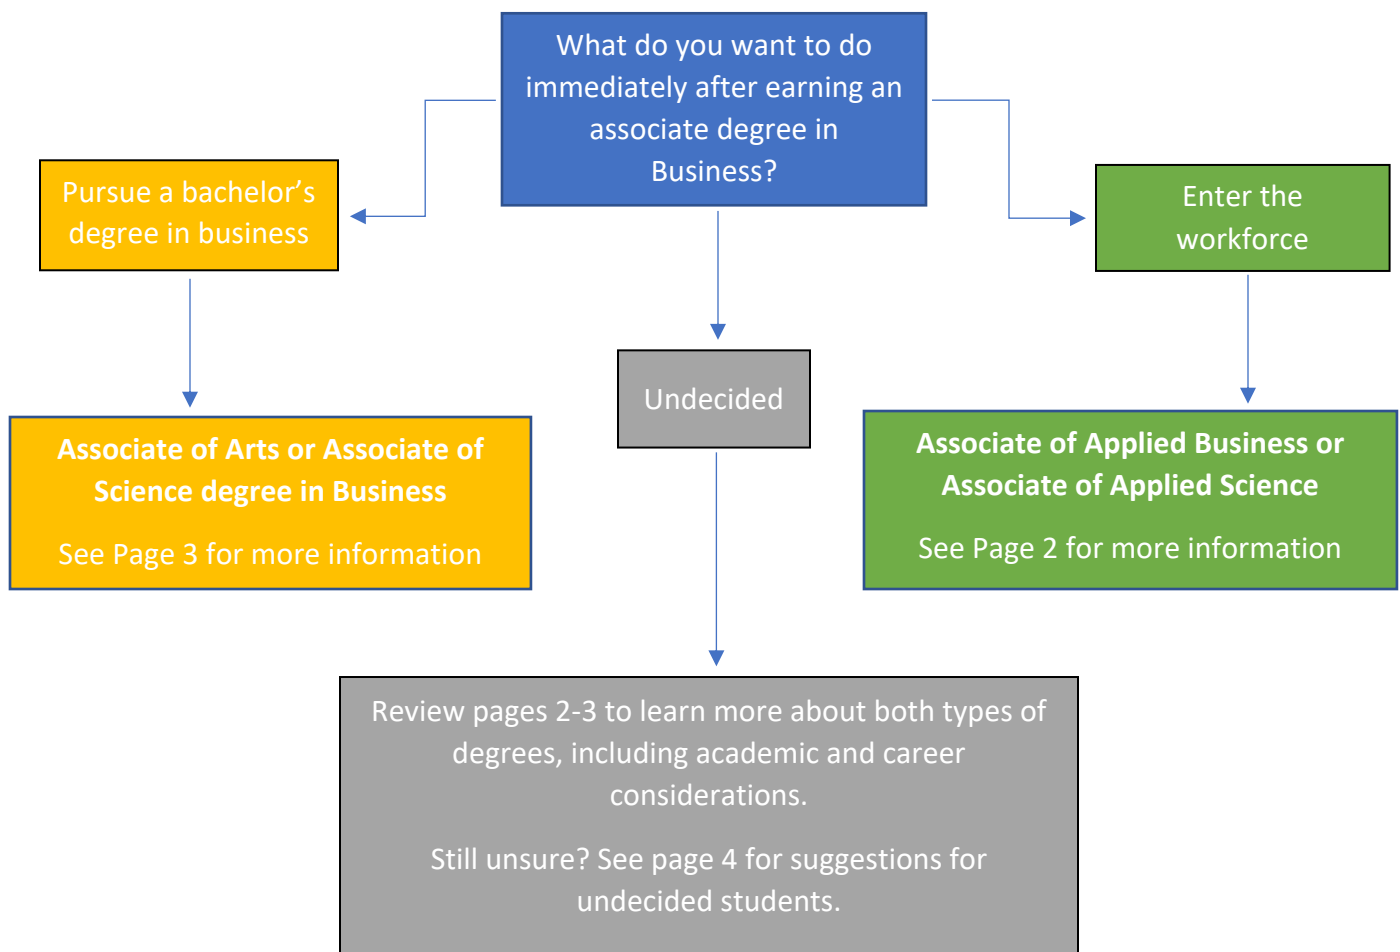 What do you want to do
immediately after earning an
associate degree in
Business?
Pursue a bachelor’s
degree in business
Enter the
workforce
Undecided
Associate of Arts or Associate of
Science degree in Business
See Page 3 for more information
Associate of Applied Business or
Associate of Applied Science
See Page 2 for more information
Review pages 2-3 to learn more about both types of
degrees, including academic and career
considerations.
Still unsure? See page 4 for suggestions for
undecided students.